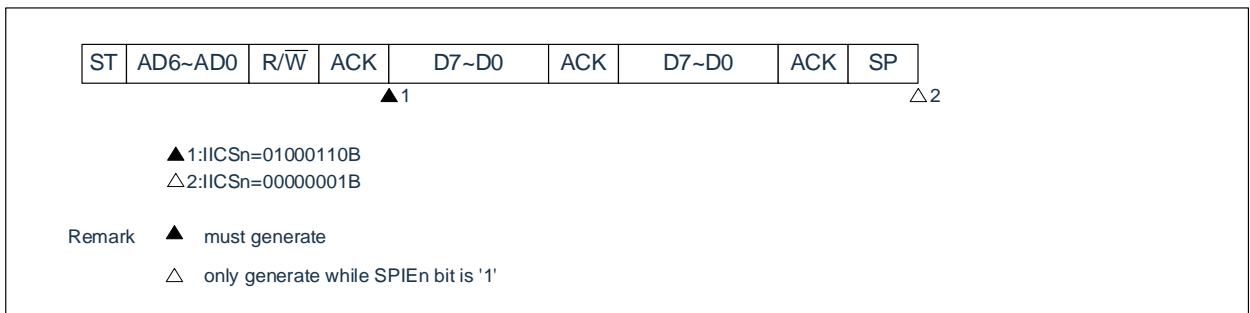 ST AD6~AD0 R/W̅ ACK D7~D0 ACK D7~D0 ACK SP
▲1 △2
▲1:IICSn=01000110B
△2:IICSn=00000001B
Remark ▲ must generate
△ only generate while SPIEn bit is '1'